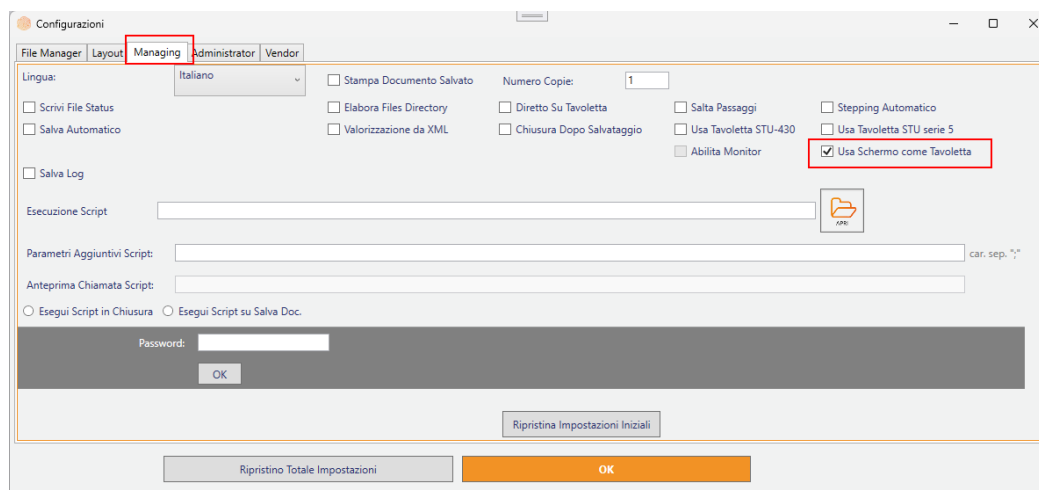 Configurazioni
File Manager Layout Managing Administrator Vendor
Lingua: Italiano Stampa Documento Salvato Numero Copie: 1
Scrivi File Status Elabora Files Directory Diretto Su Tavoletta Salta Passaggi Stepping Automatico
Salva Automatico Valorizzazione da XML Chiusura Dopo Salvataggio Usa Tavoletta STU-430 Usa Tavoletta STU serie 5
Abilita Monitor Usa Schermo come Tavoletta
Salva Log
Esecuzione Script APRI
Parametri Aggiuntivi Script: car. sep. ";"
Anteprima Chiamata Script:
Esegui Script in Chiusura Esegui Script su Salva Doc.
Password:
OK
Ripristina Impostazioni Iniziali
Ripristino Totale Impostazioni OK